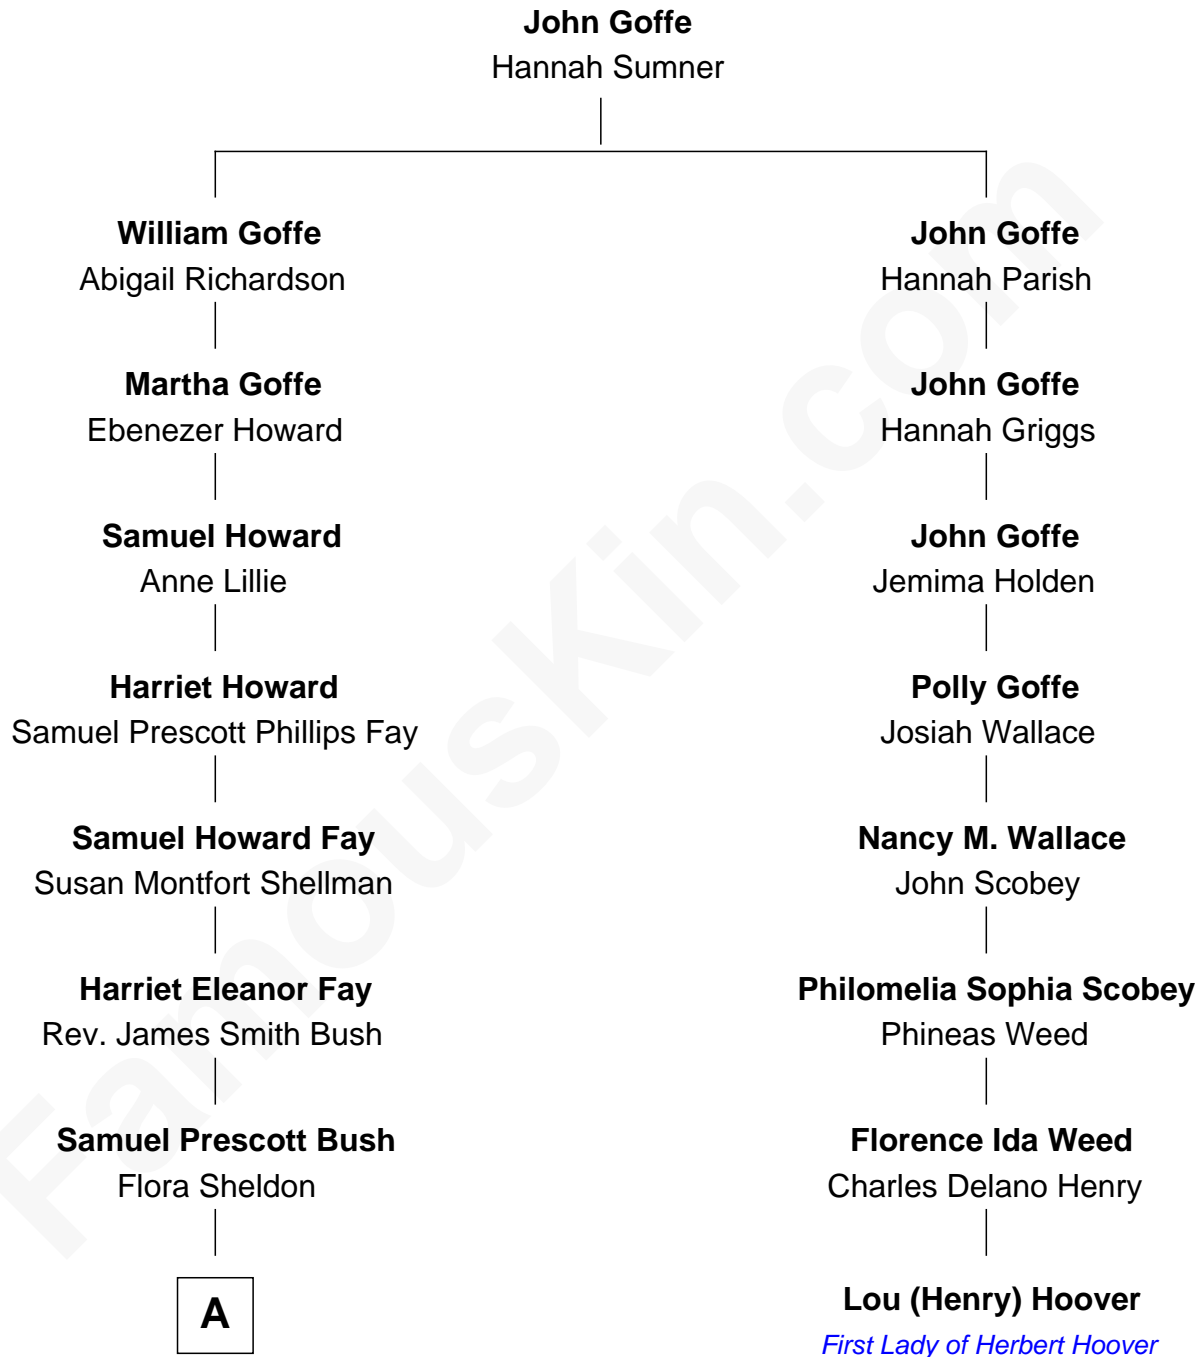 John Goffe
Hannah Sumner
William Goffe
Abigail Richardson
John Goffe
Hannah Parish
Martha Goffe
Ebenezer Howard
John Goffe
Hannah Griggs
Samuel Howard
Anne Lillie
John Goffe
Jemima Holden
Harriet Howard
Samuel Prescott Phillips Fay
Polly Goffe
Josiah Wallace
Samuel Howard Fay
Susan Montfort Shellman
Nancy M. Wallace
John Scobey
Harriet Eleanor Fay
Rev. James Smith Bush
Philomelia Sophia Scobey
Phineas Weed
Samuel Prescott Bush
Flora Sheldon
Florence Ida Weed
Charles Delano Henry
A
Lou (Henry) Hoover
First Lady of Herbert Hoover
FamousKin.com